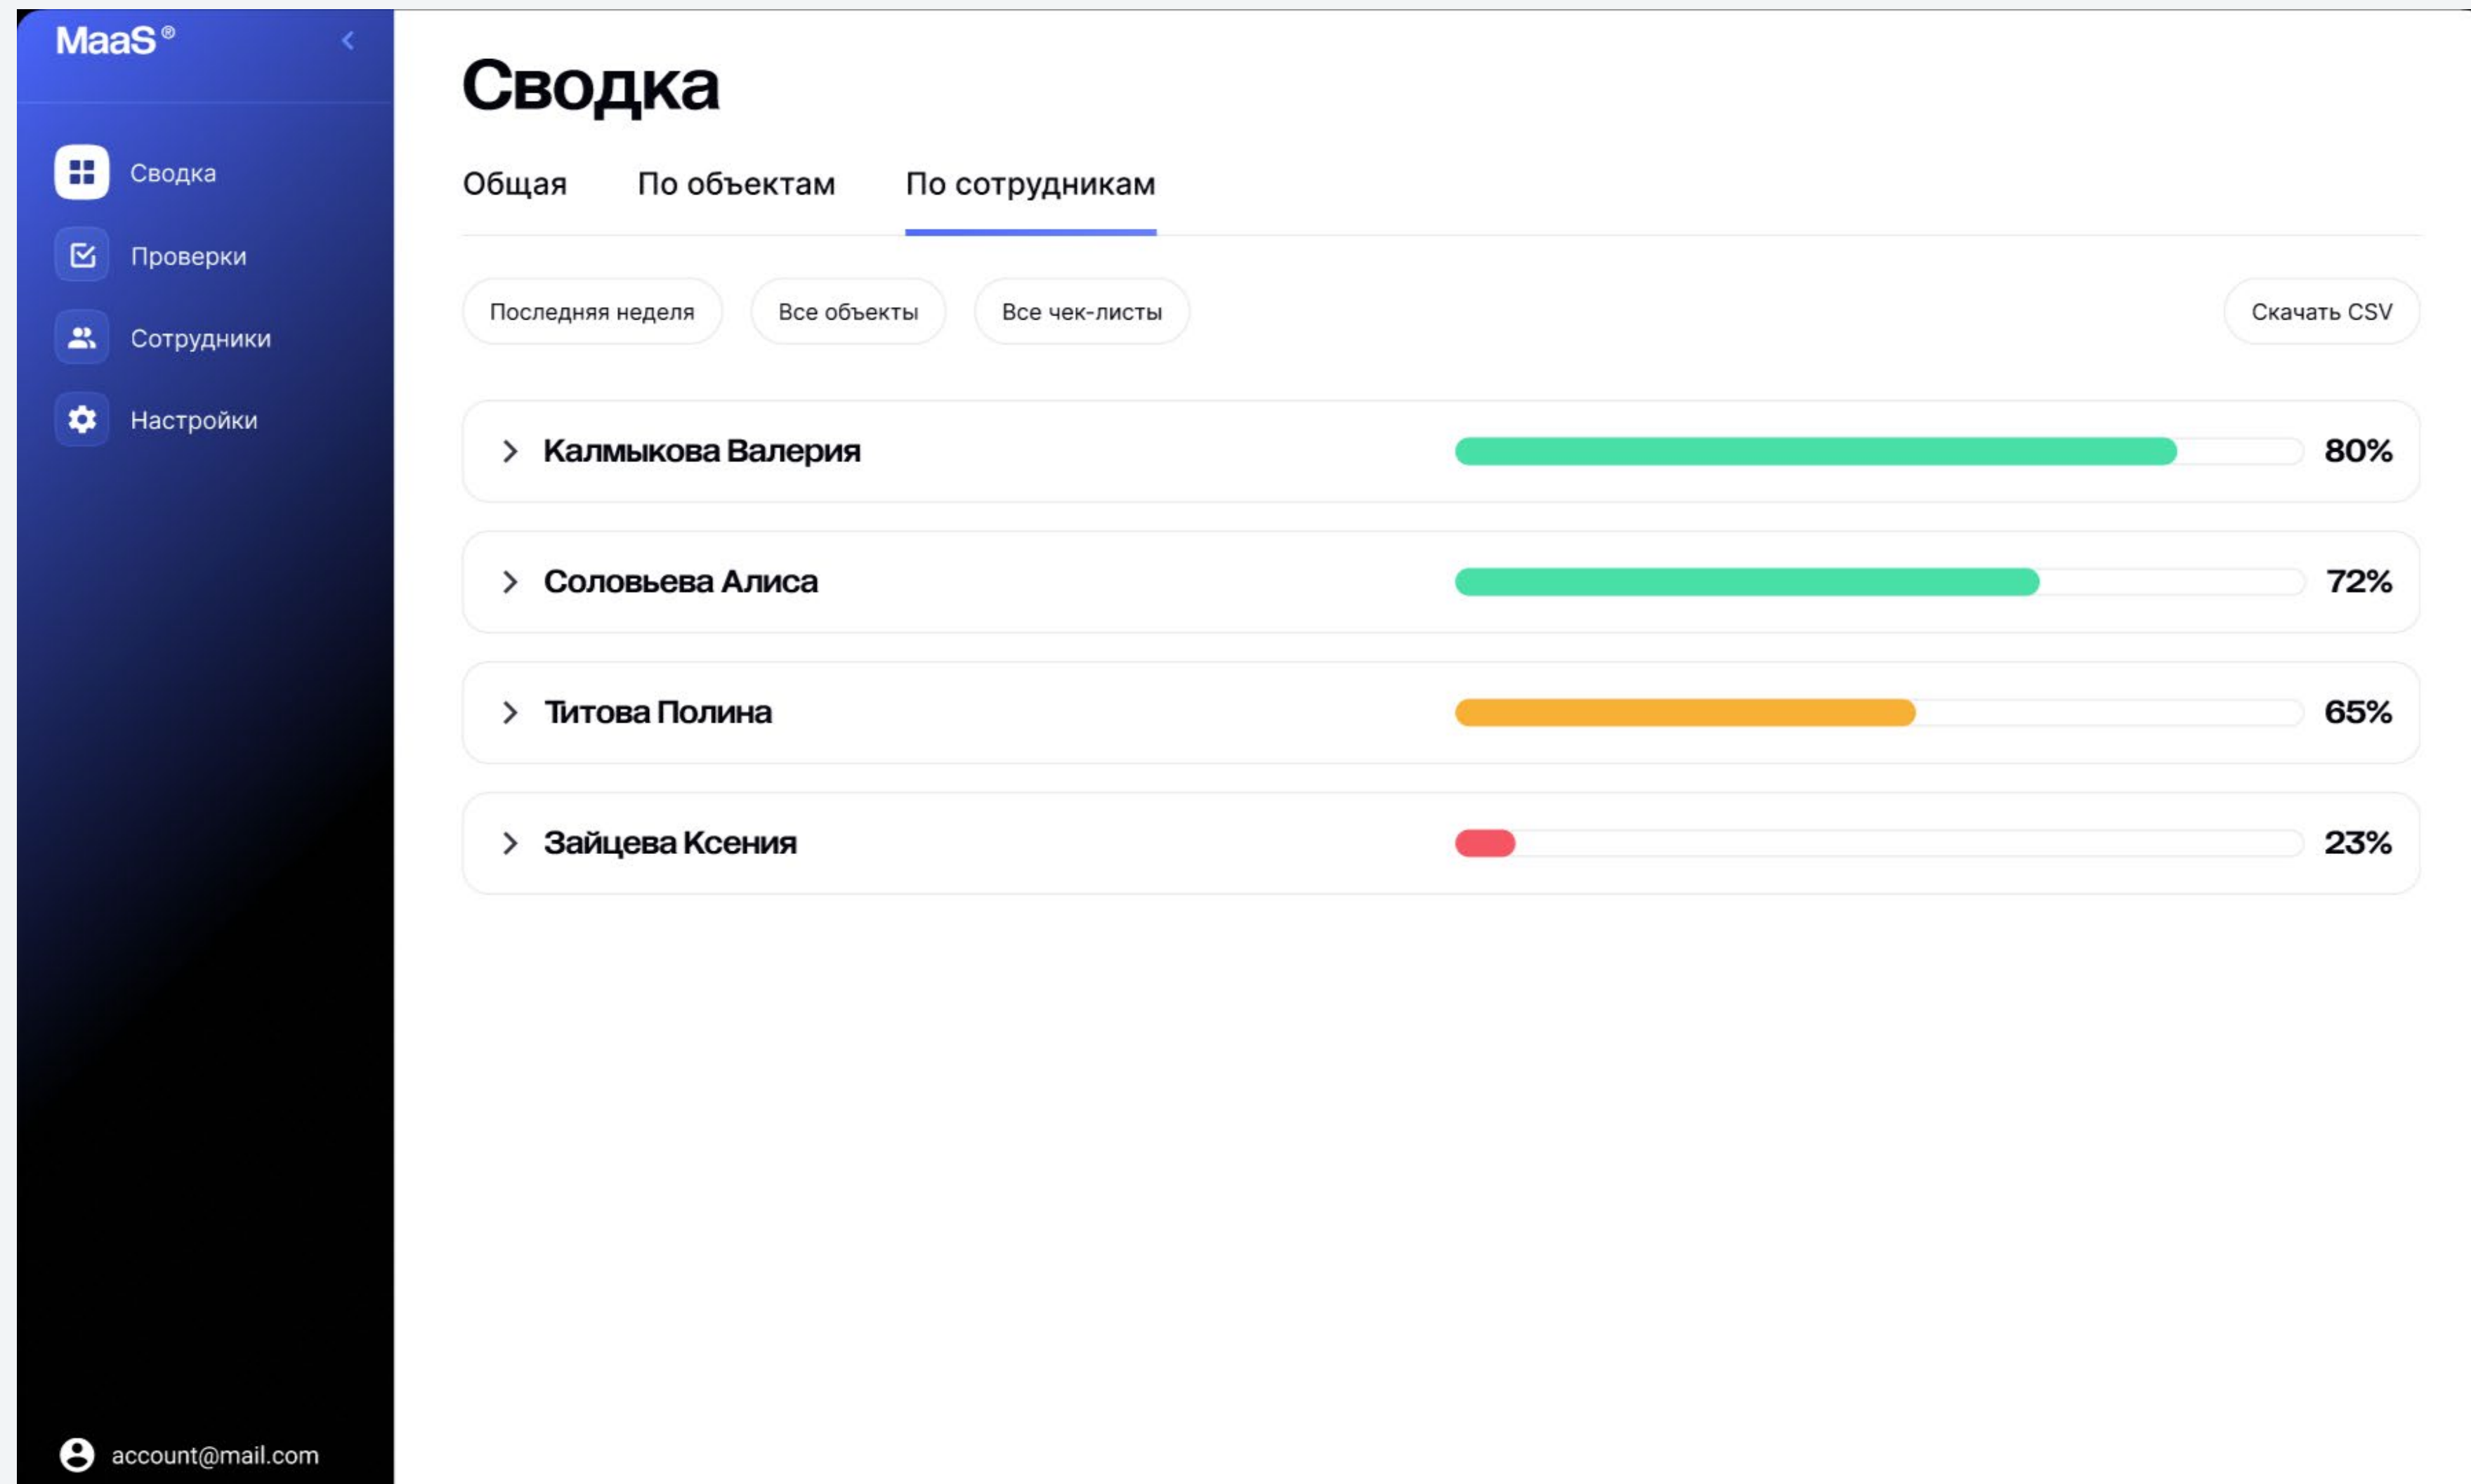 MaaS®
Сводка
Проверки
Сотрудники
Настройки
account@mail.com
Сводка
Общая По объектам По сотрудникам
Последняя неделя Все объекты Все чек-листы Скачать CSV
Калмыкова Валерия 80%
Соловьева Алиса 72%
Титова Полина 65%
Зайцева Ксения 23%